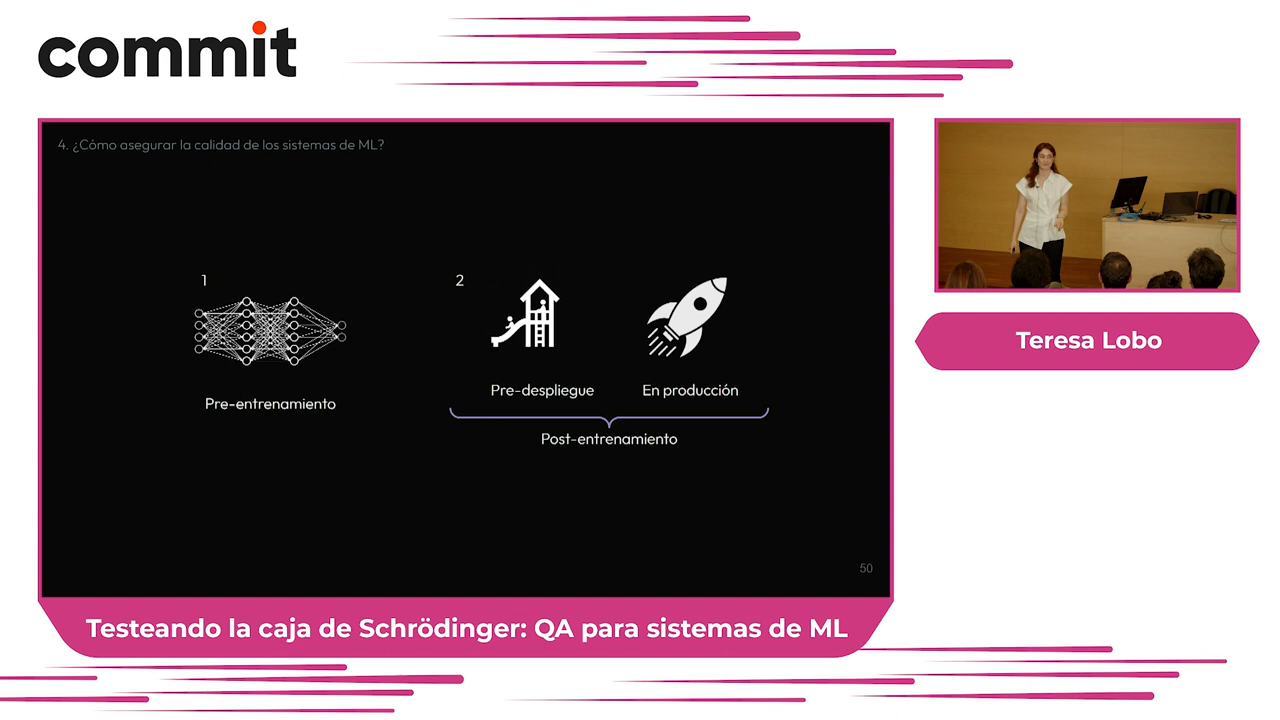 commit
4. ¿Cómo asegurar la calidad de los sistemas de ML?
1
2
Pre-entrenamiento
Pre-despliegue
En producción
Post-entrenamiento
50
Teresa Lobo
Testeando la caja de Schrödinger: QA para sistemas de ML